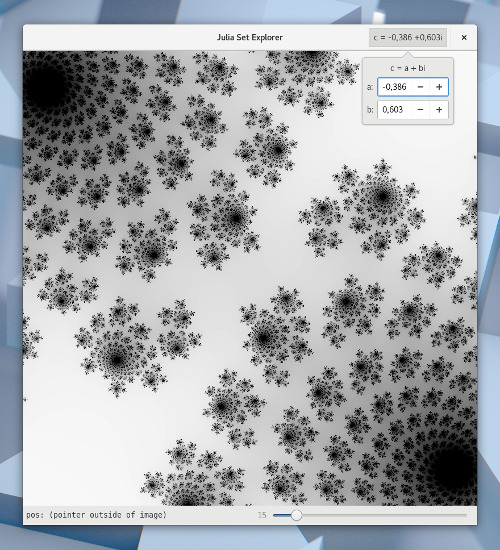 Julia Set Explorer
c = -0,386 +0,603i
×
c = a + bi
a: -0,386 − +
b: 0,603 − +
pos: (pointer outside of image)
15